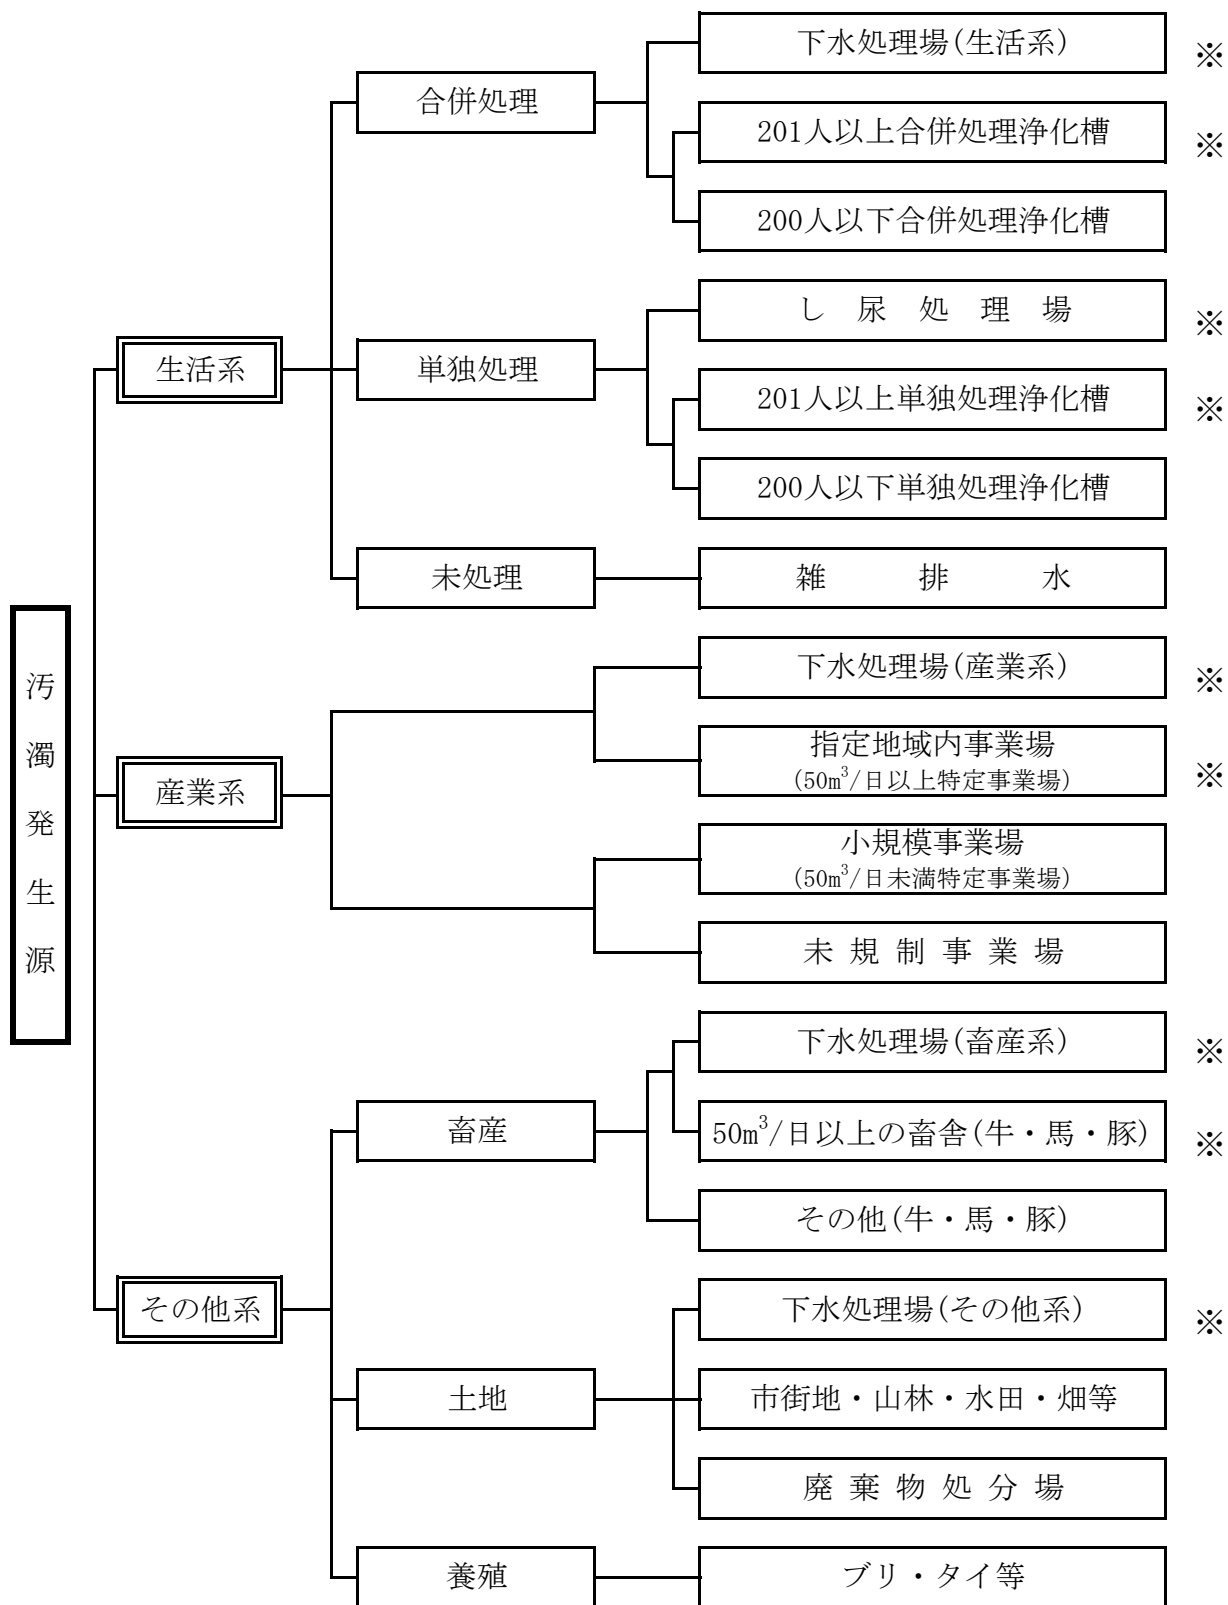 汚濁発生源
生活系
合併処理
下水処理場(生活系) ※
201人以上合併処理浄化槽 ※
200人以下合併処理浄化槽
単独処理
し尿処理場 ※
201人以上単独処理浄化槽 ※
200人以下単独処理浄化槽
未処理
雑排水
産業系
下水処理場(産業系) ※
指定地域内事業場 ※
(50m³/日以上特定事業場)
小規模事業場
(50m³/日未満特定事業場)
未規制事業場
その他系
畜産
下水処理場(畜産系) ※
50m³/日以上の畜舎(牛・馬・豚) ※
その他(牛・馬・豚)
土地
下水処理場(その他系) ※
市街地・山林・水田・畑等
廃棄物処分場
養殖
ブリ・タイ等